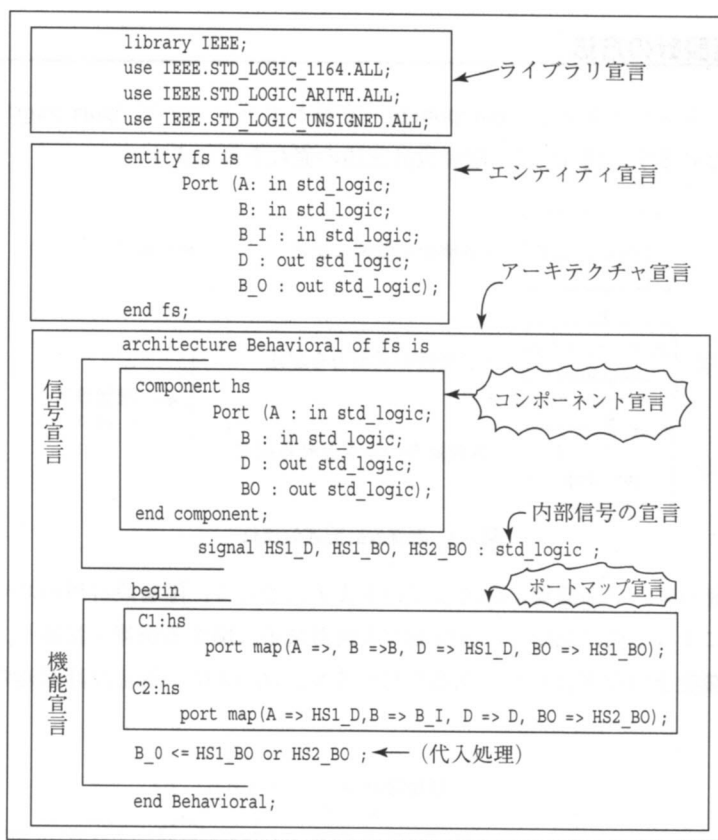 library IEEE;
use IEEE.STD_LOGIC_1164.ALL;
use IEEE.STD_LOGIC_ARITH.ALL;
use IEEE.STD_LOGIC_UNSIGNED.ALL;
ライブラリ宣言
entity fs is
Port (A: in std_logic;
B: in std_logic;
B_I : in std_logic;
D : out std_logic;
B_O : out std_logic);
end fs;
エンティティ宣言
アーキテクチャ宣言
architecture Behavioral of fs is
信号宣言
component hs
Port (A : in std_logic;
B : in std_logic;
D : out std_logic;
BO : out std_logic);
end component;
コンポーネント宣言
内部信号の宣言
signal HS1_D, HS1_BO, HS2_BO : std_logic ;
begin
ポートマップ宣言
機能宣言
C1:hs
port map(A =>, B =>B, D => HS1_D, BO => HS1_BO);
C2:hs
port map(A => HS1_D,B => B_I, D => D, BO => HS2_BO);
B_0 <= HS1_BO or HS2_BO ; (代入処理)
end Behavioral;